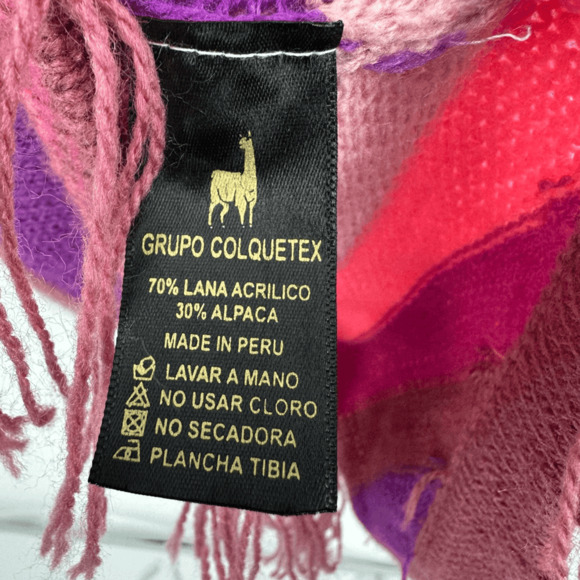 GRUPO COLQUETEX
70% LANA ACRILICO
30% ALPACA
MADE IN PERU
LAVAR A MANO
NO USAR CLORO
NO SECADORA
PLANCHA TIBIA